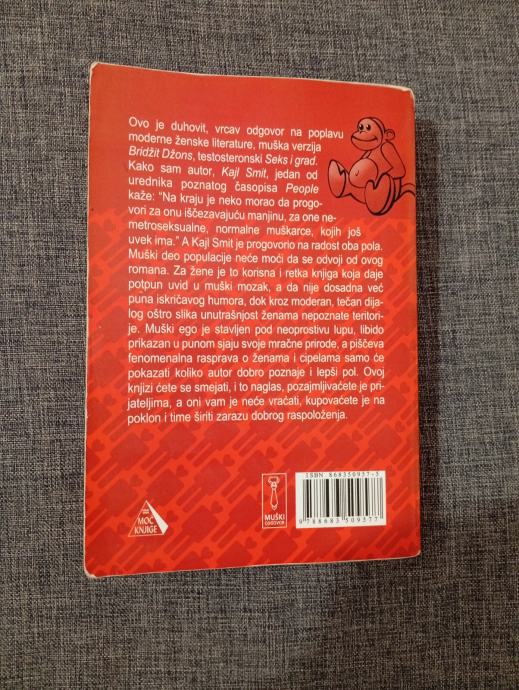 Ovo je duhovit, vrcav odgovor na poplavu
moderne ženske literature, muška verzija
Bridžit Džons, testosteronski Seks i grad.
Kako sam autor, Kajl Smit, jedan od
urednika poznatog časopisa People
kaže: “Na kraju je neko morao da progo-
vori za onu iščezavajuću manjinu, za one ne-
metroseksualne, normalne muškarce, kojih još
uvek ima.” A Kajl Smit je progovorio na radost oba pola.
Muški deo populacije neće moći da se odvoji od ovog
romana. Za žene je to korisna i retka knjiga koja daje
potpun uvid u muški mozak, a da nije dosadna već
puna iskričavog humora, dok kroz moderan, tečan dija-
log oštro slika unutrašnjost ženama nepoznate teritori-
je. Muški ego je stavljen pod neoprostivu lupu, libido
prikazan u punom sjaju svoje mračne prirode, a piščeva
fenomenalna rasprava o ženama i cipelama samo će
pokazati koliko autor dobro poznaje i lepši pol. Ovoj
knjizi ćete se smejati, i to naglas, pozajmljivaćete je pri-
jateljima, a oni vam je neće vraćati, kupovaćete je na
poklon i time širiti zarazu dobrog raspoloženja.
MOĆ
KNJIGE
MUŠKI
ODGOVOR
ISBN 868350957-3
9 788683 509577